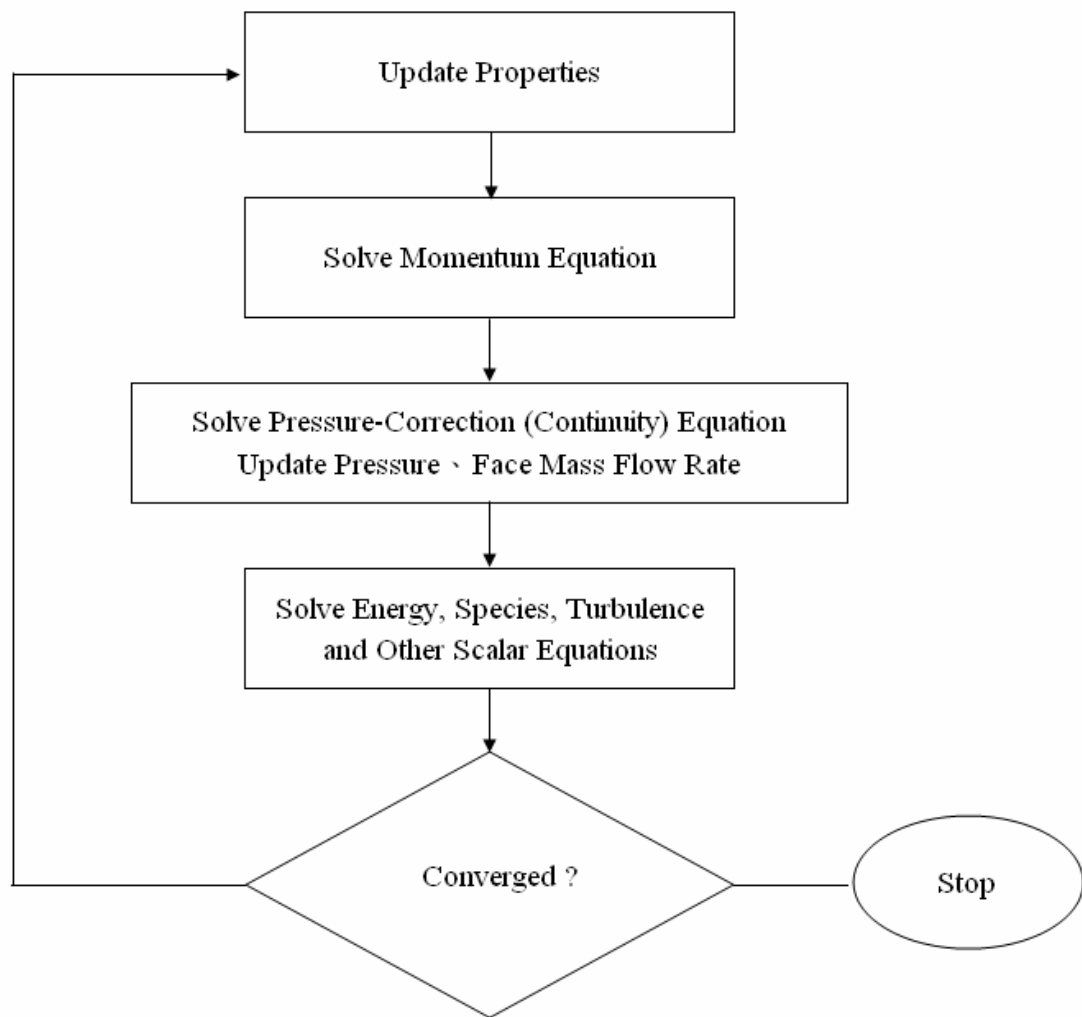 Update Properties
Solve Momentum Equation
Solve Pressure-Correction (Continuity) Equation
Update Pressure、Face Mass Flow Rate
Solve Energy, Species, Turbulence
and Other Scalar Equations
Converged ?
Stop